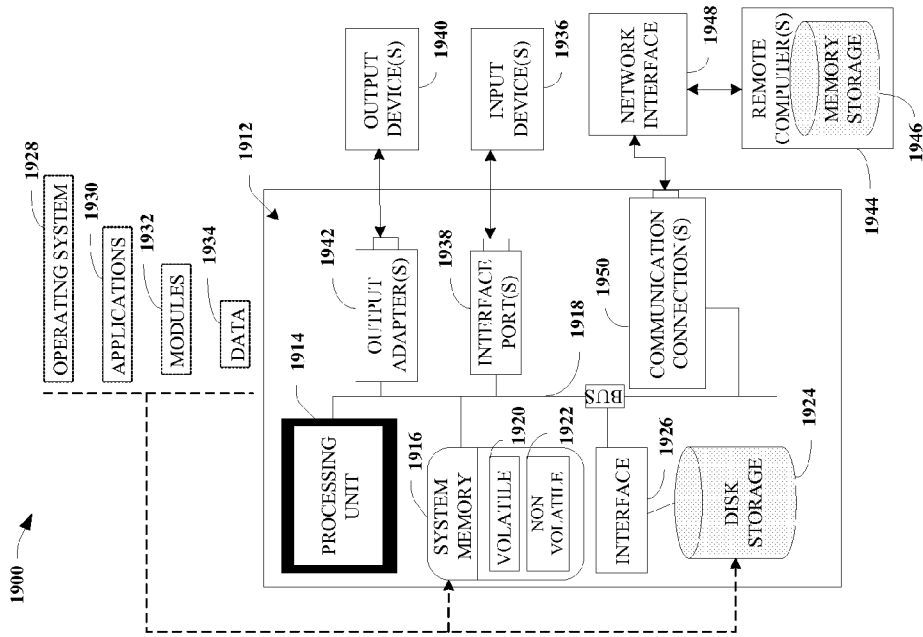 1900
OPERATING SYSTEM
1928
APPLICATIONS
1930
MODULES
1932
DATA
1934
1912
PROCESSING
UNIT
1914
OUTPUT
ADAPTER(S)
1942
OUTPUT
DEVICE(S)
1940
SYSTEM
MEMORY
1916
VOLATILE
1920
NON
VOLATILE
1922
INTERFACE
PORT(S)
1938
INPUT
DEVICE(S)
1936
1918
BUS
INTERFACE
1926
COMMUNICATION
CONNECTION(S)
1950
NETWORK
INTERFACE
1948
DISK
STORAGE
1924
REMOTE
COMPUTER(S)
MEMORY
STORAGE
1946
1944